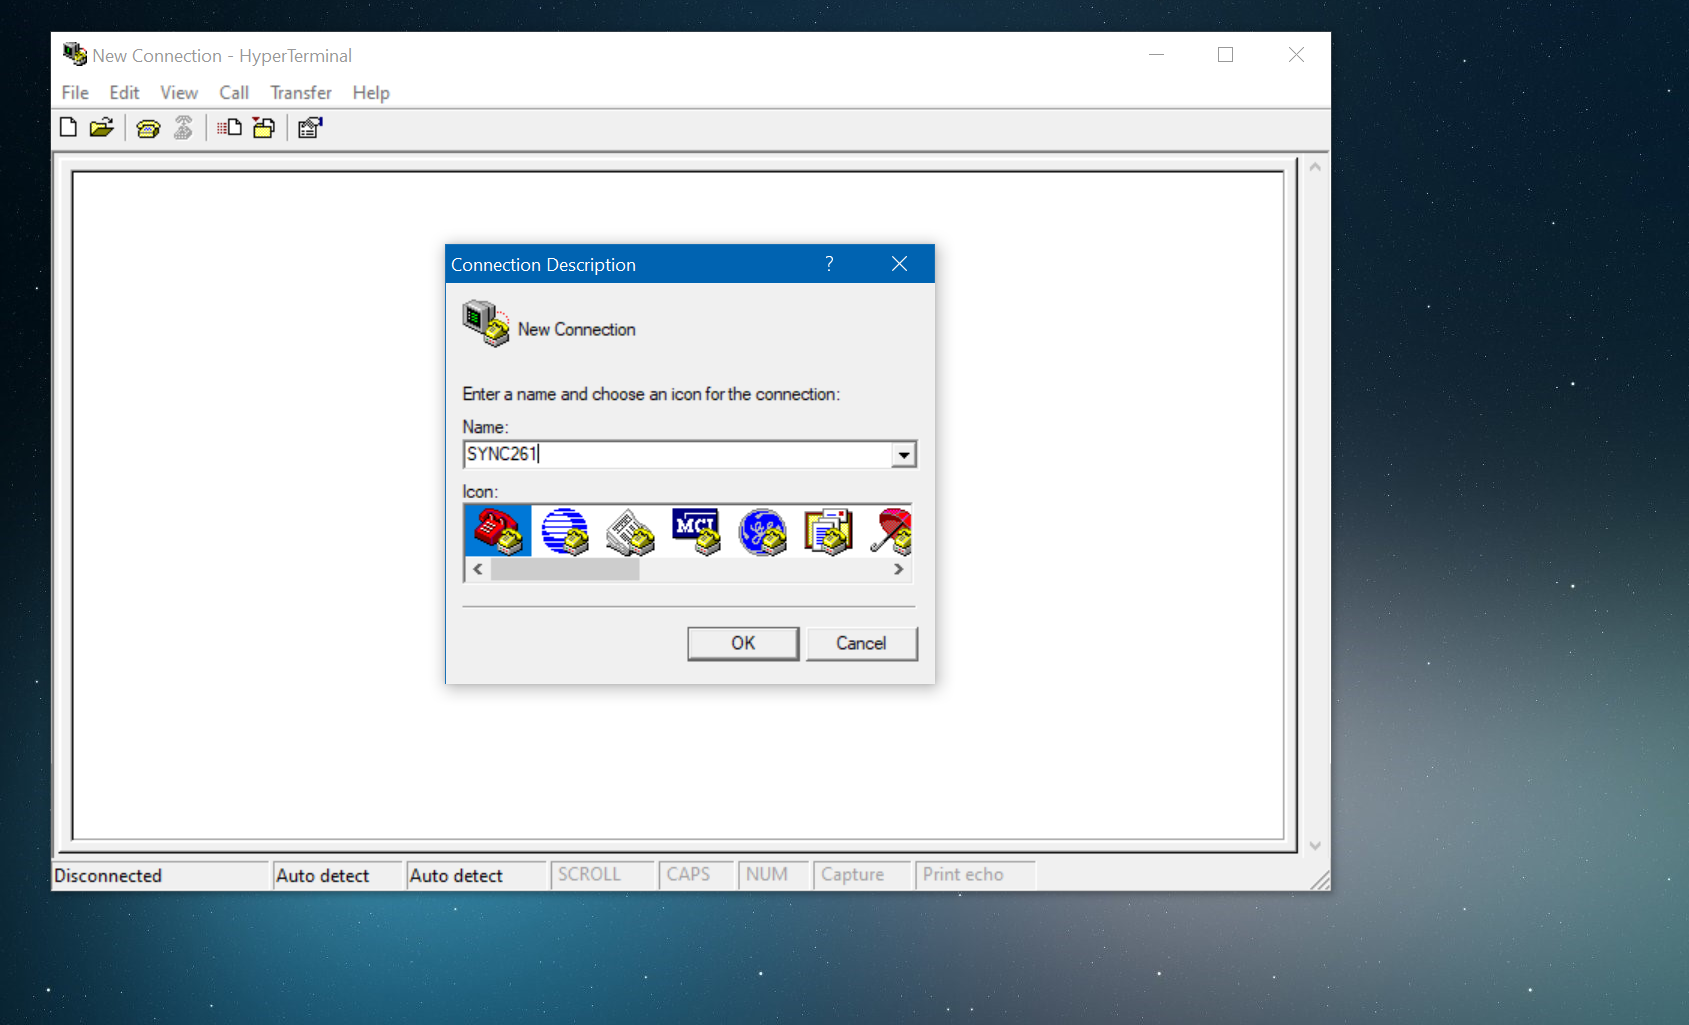 New Connection - HyperTerminal
File Edit View Call Transfer Help
Connection Description ?
New Connection
Enter a name and choose an icon for the connection:
Name:
SYNC261
Icon:
MCI
OK Cancel
Disconnected Auto detect Auto detect SCROLL CAPS NUM Capture Print echo